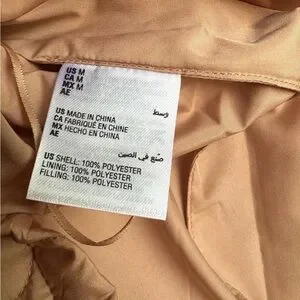 US M
CA M
MX M
AE وسط
US MADE IN CHINA
CA FABRIQUÉ EN CHINE
MX HECHO EN CHINA
AE صنع في الصين
US SHELL: 100% POLYESTER
LINING: 100% POLYESTER
FILLING: 100% POLYESTER